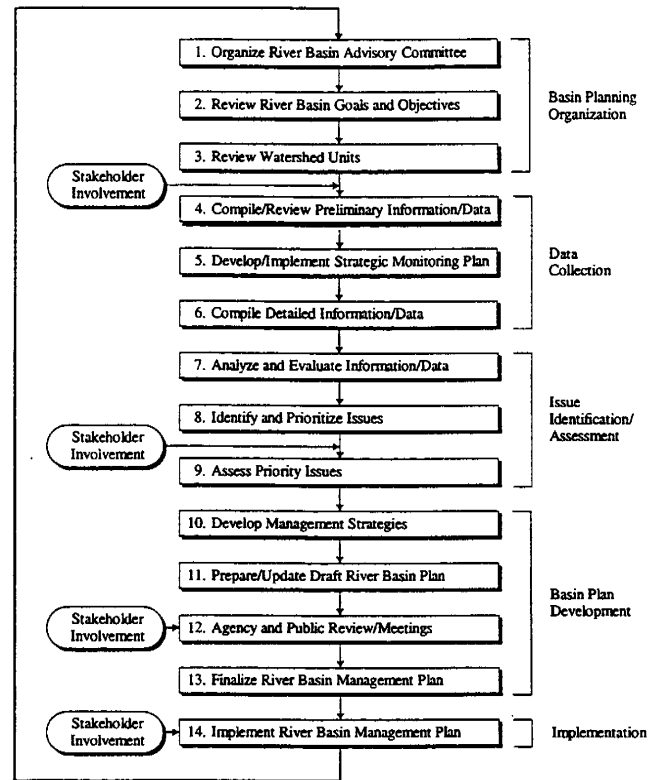 1. Organize River Basin Advisory Committee
2. Review River Basin Goals and Objectives
Basin Planning
Organization
3. Review Watershed Units
Stakeholder
Involvement
4. Compile/Review Preliminary Information/Data
5. Develop/Implement Strategic Monitoring Plan
Data
Collection
6. Compile Detailed Information/Data
7. Analyze and Evaluate Information/Data
8. Identify and Prioritize Issues
Issue
Identification/
Assessment
Stakeholder
Involvement
9. Assess Priority Issues
10. Develop Management Strategies
11. Prepare/Update Draft River Basin Plan
Basin Plan
Development
Stakeholder
Involvement
12. Agency and Public Review/Meetings
13. Finalize River Basin Management Plan
Stakeholder
Involvement
14. Implement River Basin Management Plan
Implementation